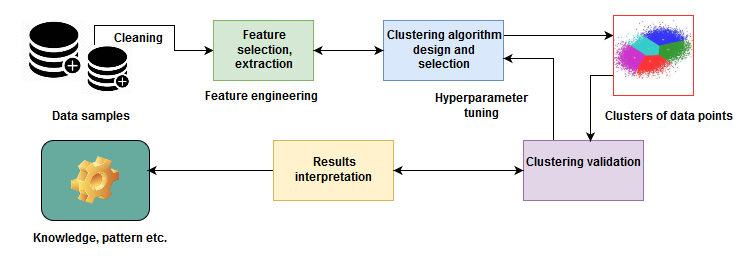 Cleaning
Feature
selection,
extraction
Clustering algorithm
design and
selection
Feature engineering
Hyperparameter
tuning
Data samples
Clusters of data points
Results
interpretation
Clustering validation
Knowledge, pattern etc.